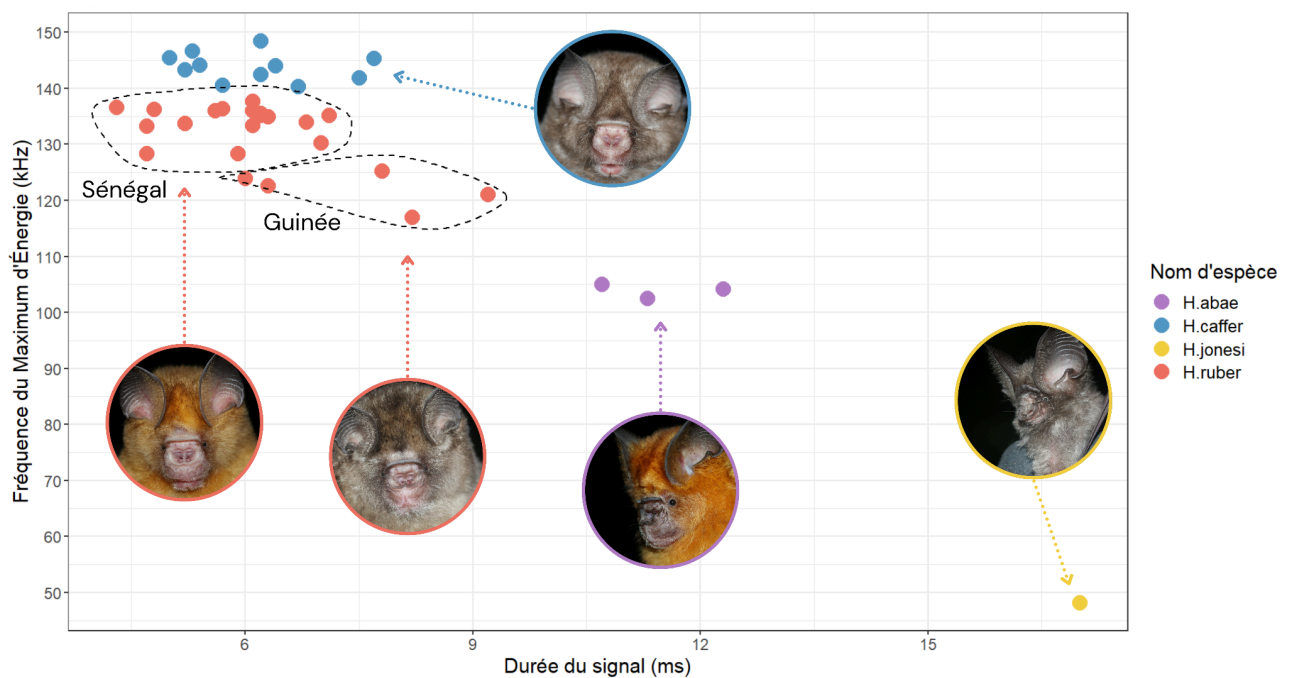 Fréquence du Maximum d'Énergie (kHz)
150
140
130
120
110
100
90
80
70
60
50
Sénégal
Guinée
6
9
12
15
Durée du signal (ms)
Nom d'espèce
H.abae
H.caffer
H.jonesi
H.ruber